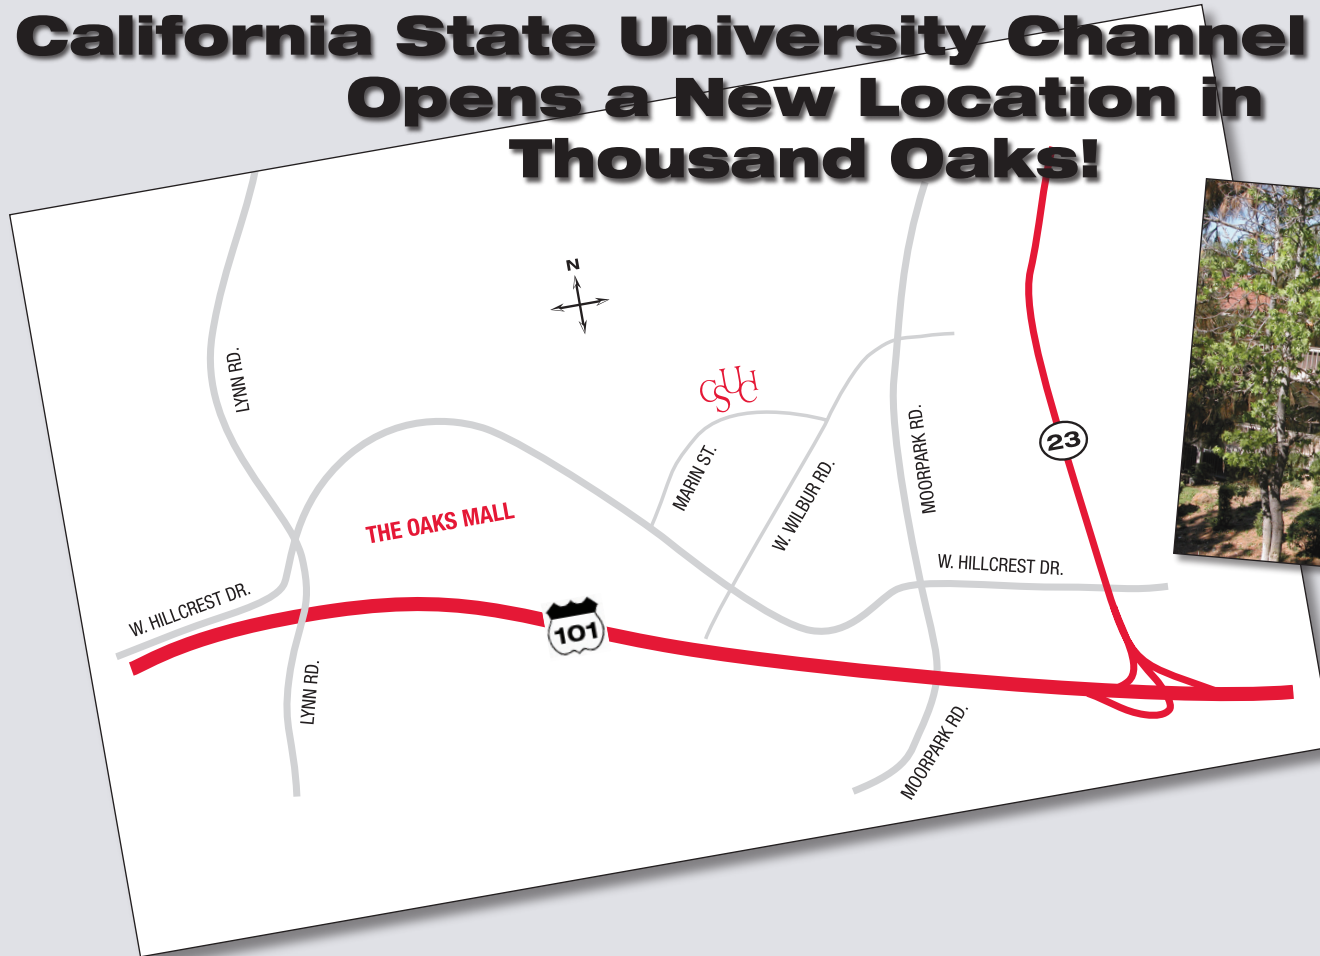 California State University Channel
Opens a New Location in
Thousand Oaks!
N
LYNN RD.
CSUCI
23
MARIN ST.
MOORPARK RD.
W. WILBUR RD.
THE OAKS MALL
W. HILLCREST DR.
W. HILLCREST DR.
101
LYNN RD.
MOORPARK RD.